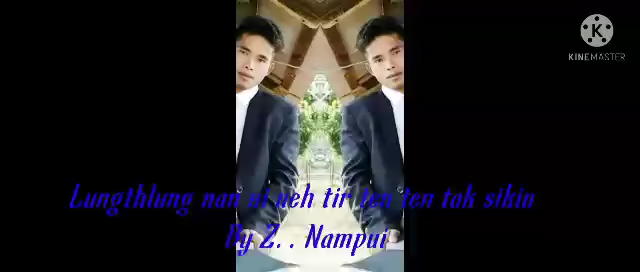 KINEMASTER
Lungthlung nan ni neh tir ten ten tak sikin
By Z.. Nampui